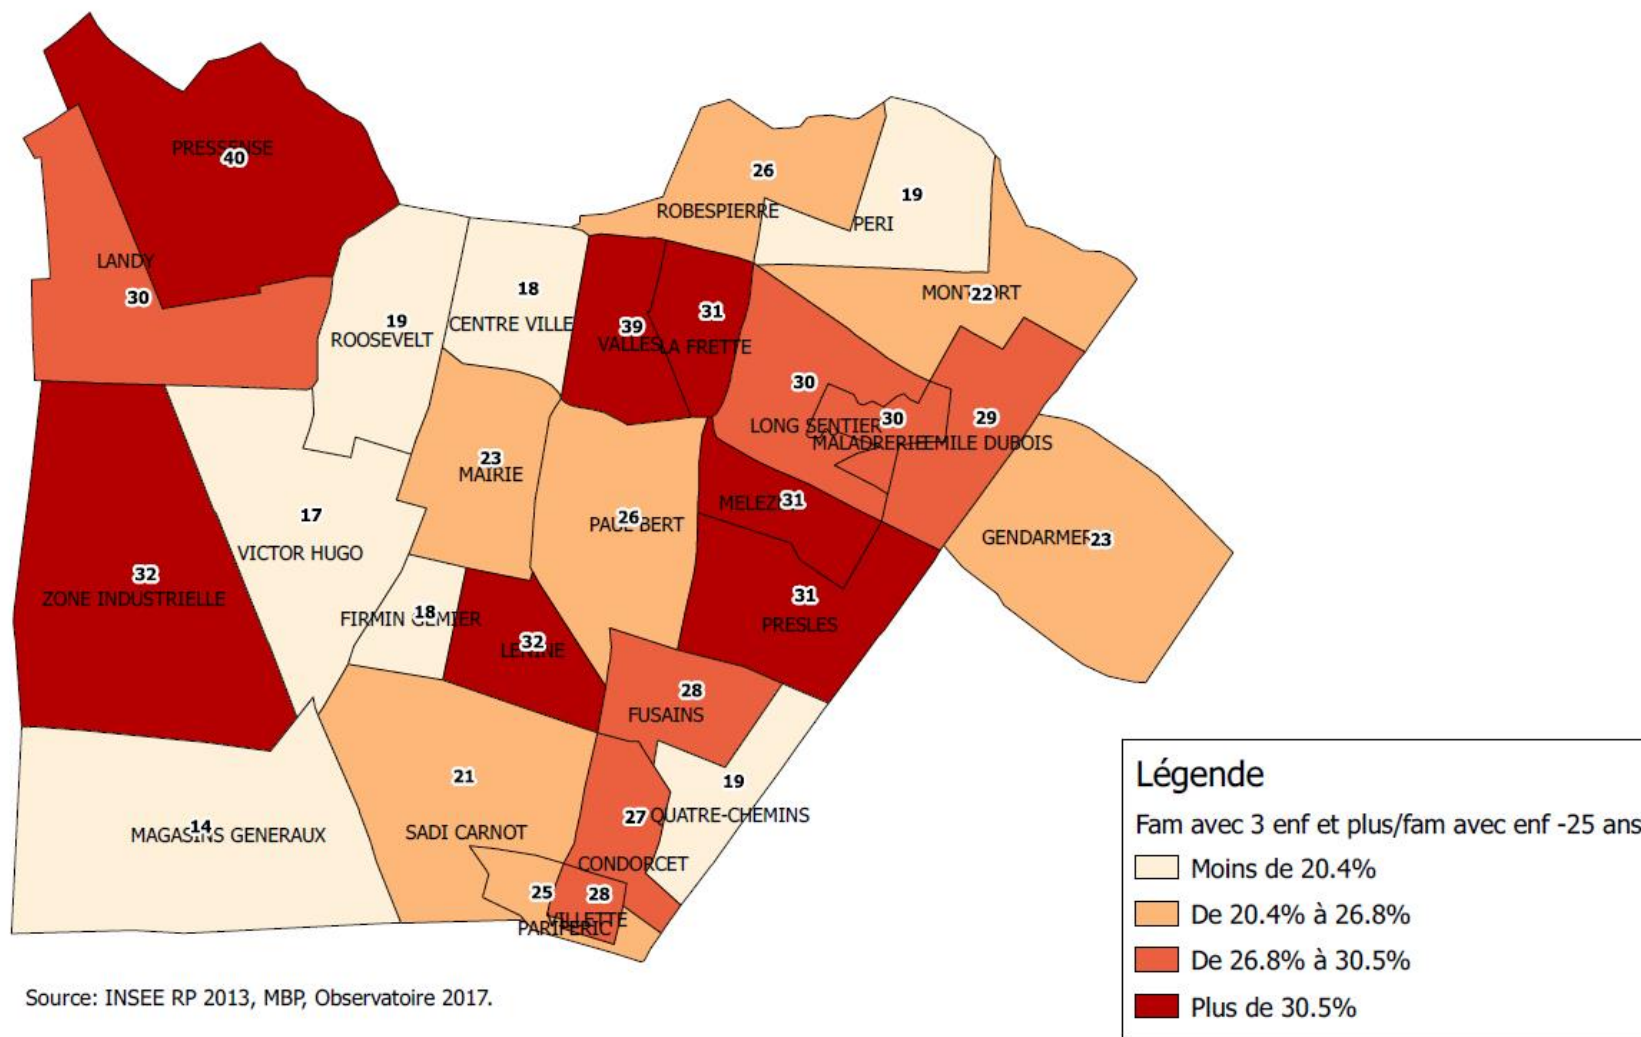 PRESSENSE
40
26
ROBESPIERRE
19
PERI
LANDY
30
18
CENTRE VILLE
19
ROOSEVELT
39
VALLES
31
LA FRETTE
MONTFORT
22
30
LONG SENTIER
30
MALADRERIE
29
EMILE DUBOIS
23
MAIRIE
MELEZE
31
26
PAUL BERT
17
VICTOR HUGO
GENDARMERIE
23
32
ZONE INDUSTRIELLE
18
FIRMIN GEMIER
32
LENINE
31
PRESLES
28
FUSAINS
21
SADI CARNOT
19
QUATRE-CHEMINS
27
CONDORCET
14
MAGASINS GENERAUX
25
PARIFERIC
28
VILLETTE
Légende
Fam avec 3 enf et plus/fam avec enf -25 ans
Moins de 20.4%
De 20.4% à 26.8%
De 26.8% à 30.5%
Plus de 30.5%
Source: INSEE RP 2013, MBP, Observatoire 2017.